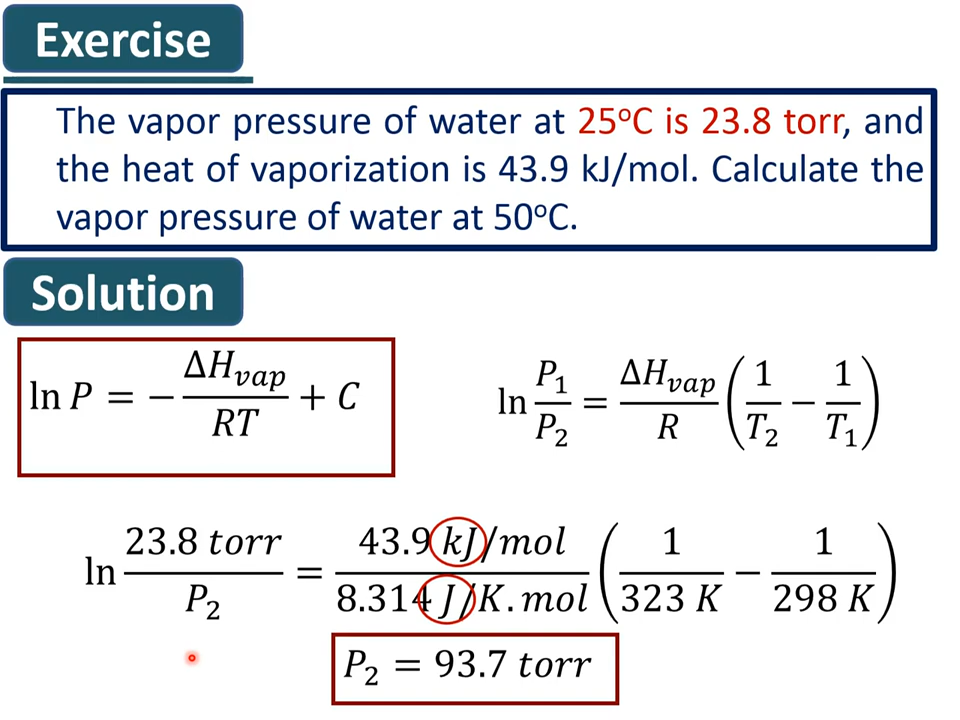 Exercise
The vapor pressure of water at 25°C is 23.8 torr, and
the heat of vaporization is 43.9 kJ/mol. Calculate the
vapor pressure of water at 50°C.
Solution
ln P = − ΔH_vap / RT + C
ln P₁/P₂ = ΔH_vap / R (1/T₂ − 1/T₁)
ln 23.8 torr / P₂ = 43.9 kJ/mol / 8.314 J/K.mol (1 / 323 K − 1 / 298 K)
P₂ = 93.7 torr